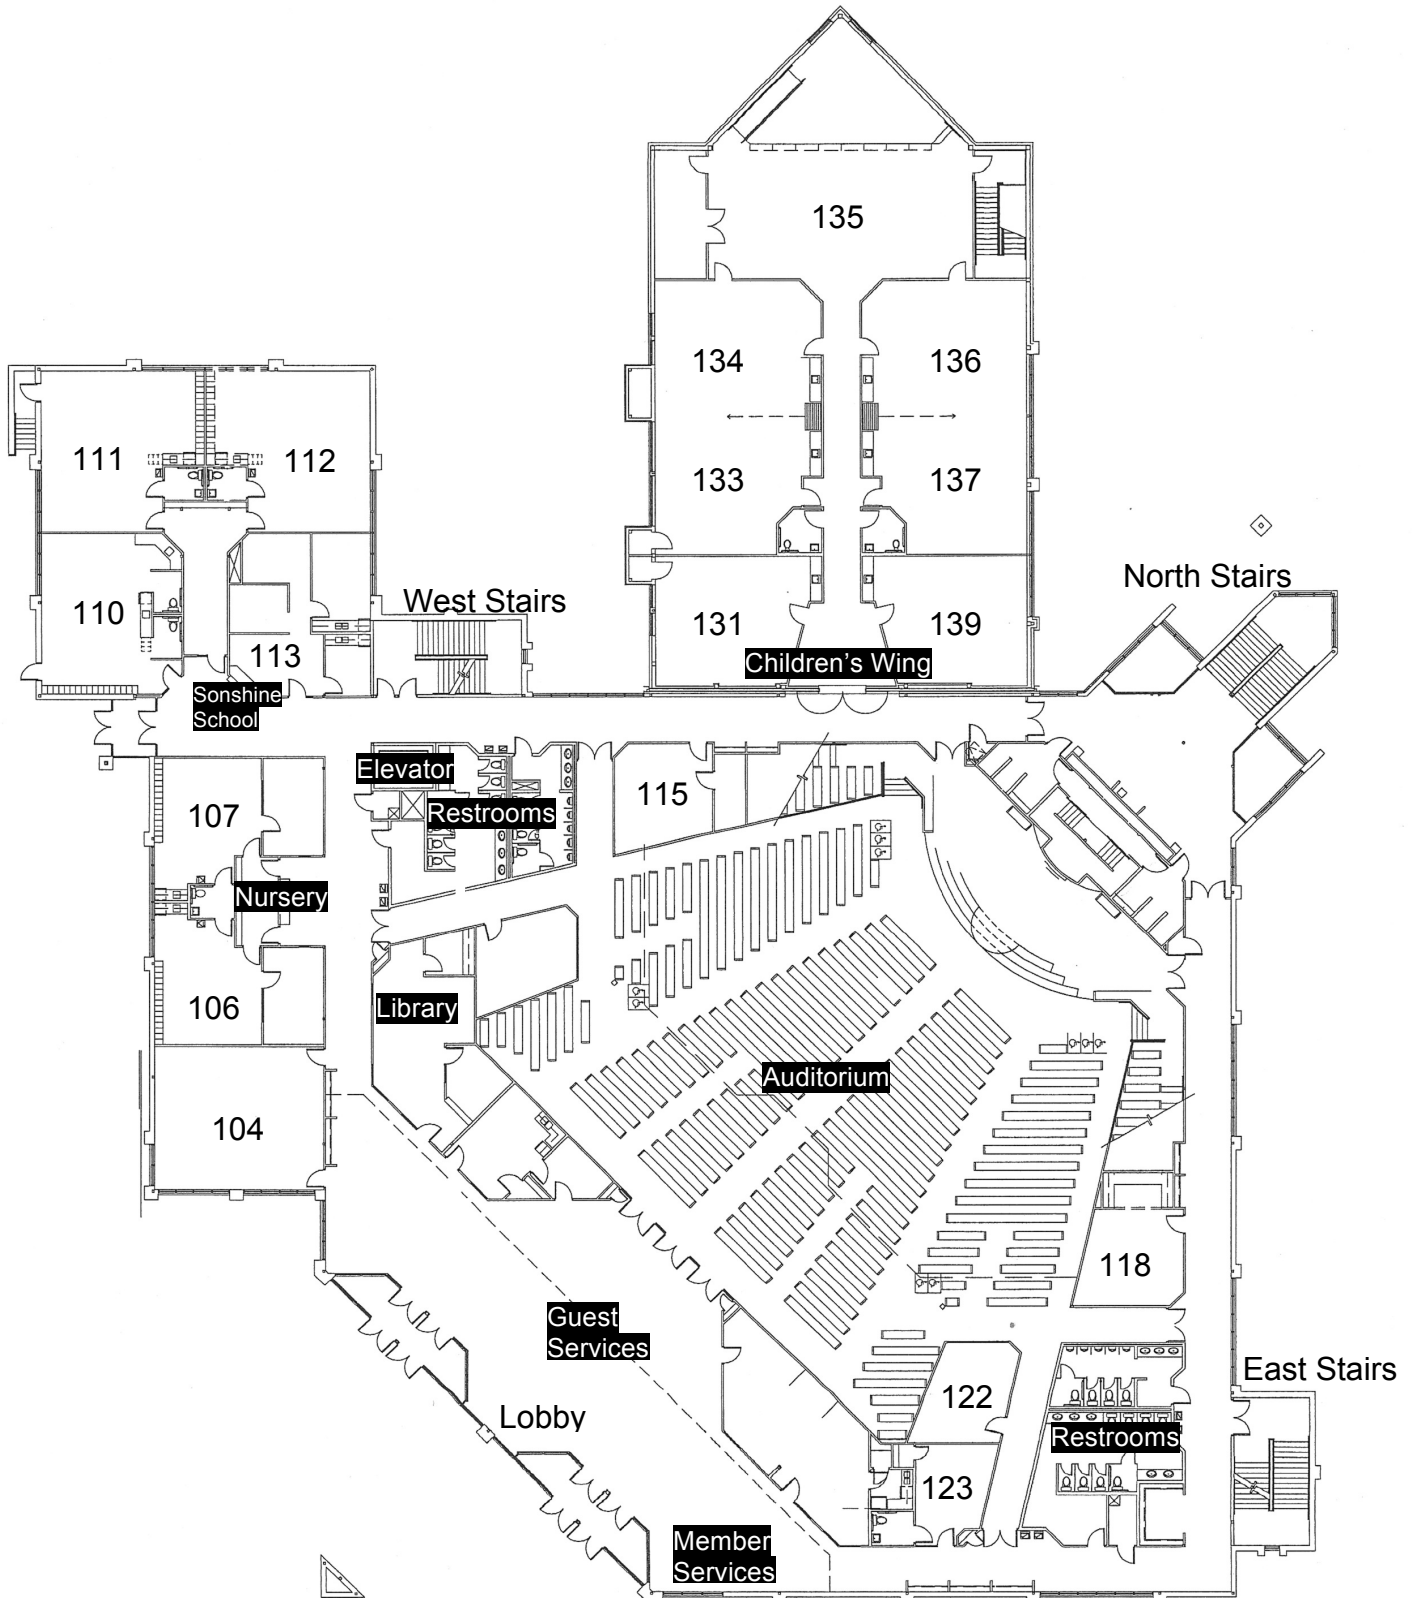 135
134
136
111
112
133
137
North Stairs
West Stairs
110
131
139
113
Children's Wing
Sonshine
School
Elevator
115
107
Restrooms
Nursery
106
Library
Auditorium
104
118
Guest
Services
East Stairs
122
Lobby
Restrooms
123
Member
Services